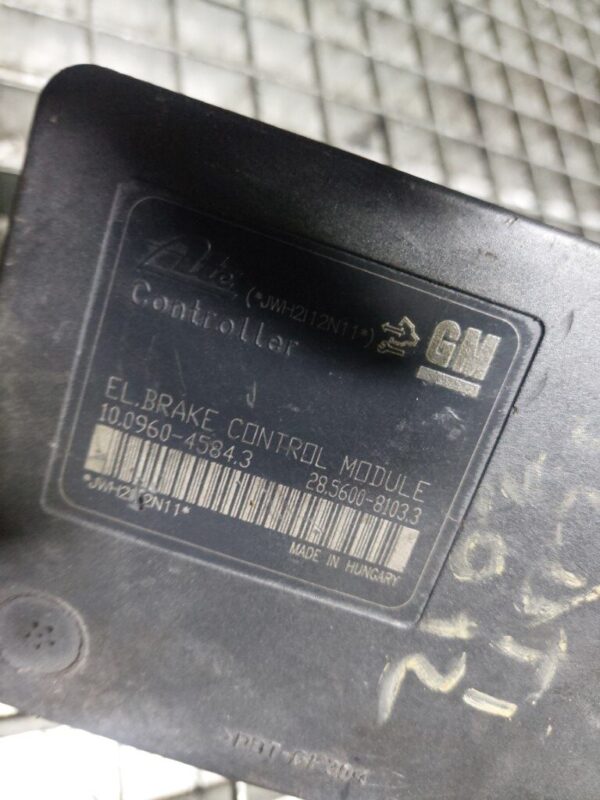 Ate
Controller
(*JWH2I12N11*)
GM
EL.BRAKE CONTROL MODULE
10.0960-4584.3
28.5600-8103.3
*JWH2I12N11*
MADE IN HUNGARY